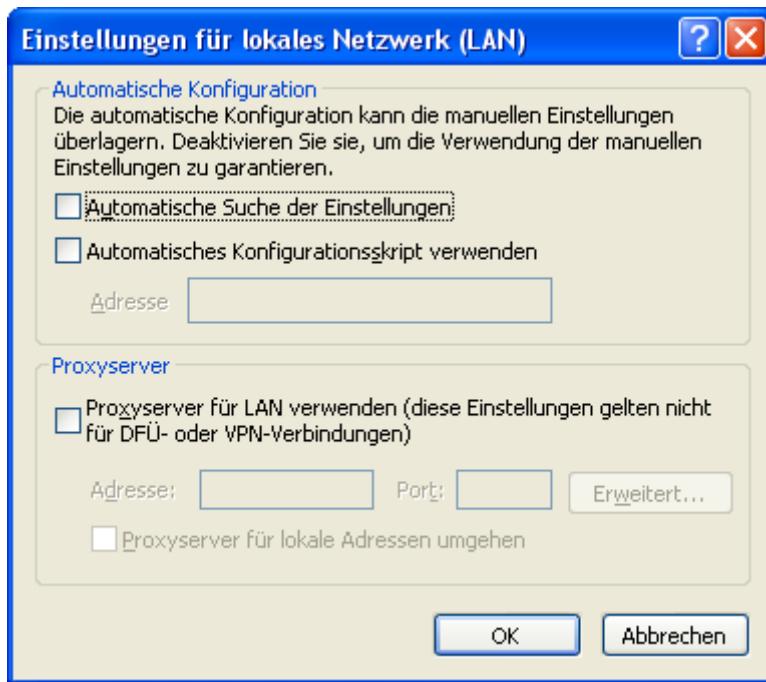 Einstellungen für lokales Netzwerk (LAN)
Automatische Konfiguration
Die automatische Konfiguration kann die manuellen Einstellungen
überlagern. Deaktivieren Sie sie, um die Verwendung der manuellen
Einstellungen zu garantieren.
Automatische Suche der Einstellungen
Automatisches Konfigurationsskript verwenden
Adresse
Proxyserver
Proxyserver für LAN verwenden (diese Einstellungen gelten nicht
für DFÜ- oder VPN-Verbindungen)
Adresse: Port: Erweitert...
Proxyserver für lokale Adressen umgehen
OK Abbrechen